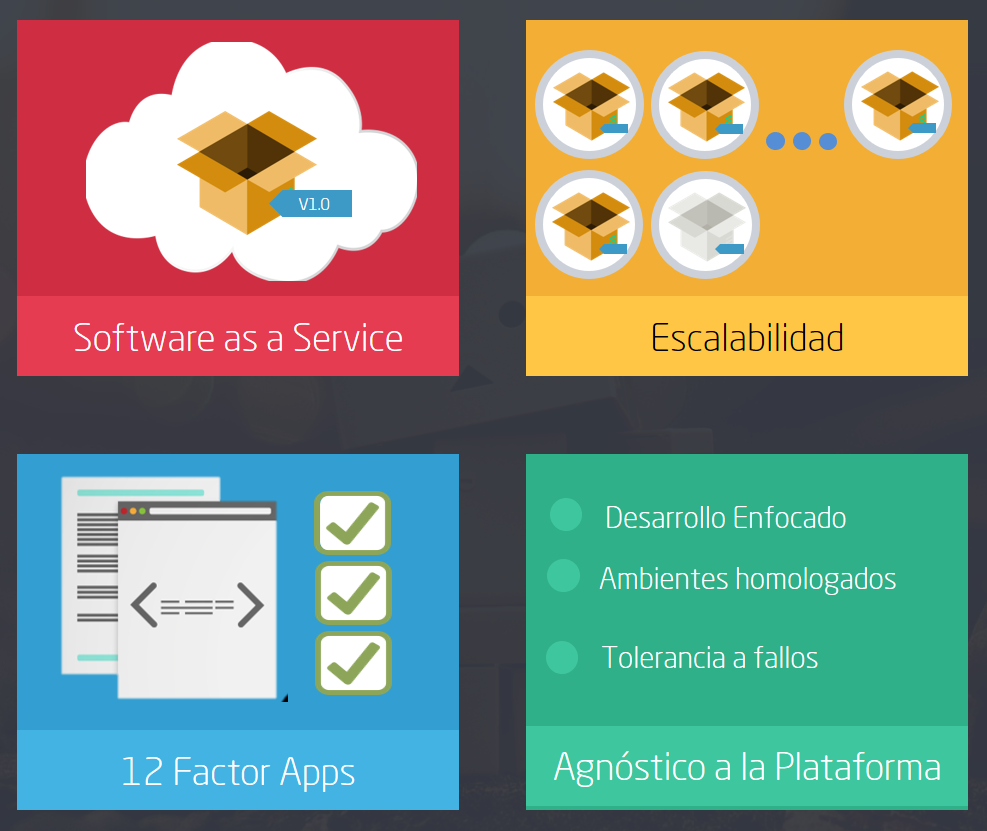 V1.0
Software as a Service
Escalabilidad
12 Factor Apps
Desarrollo Enfocado
Ambientes homologados
Tolerancia a fallos
Agnóstico a la Plataforma